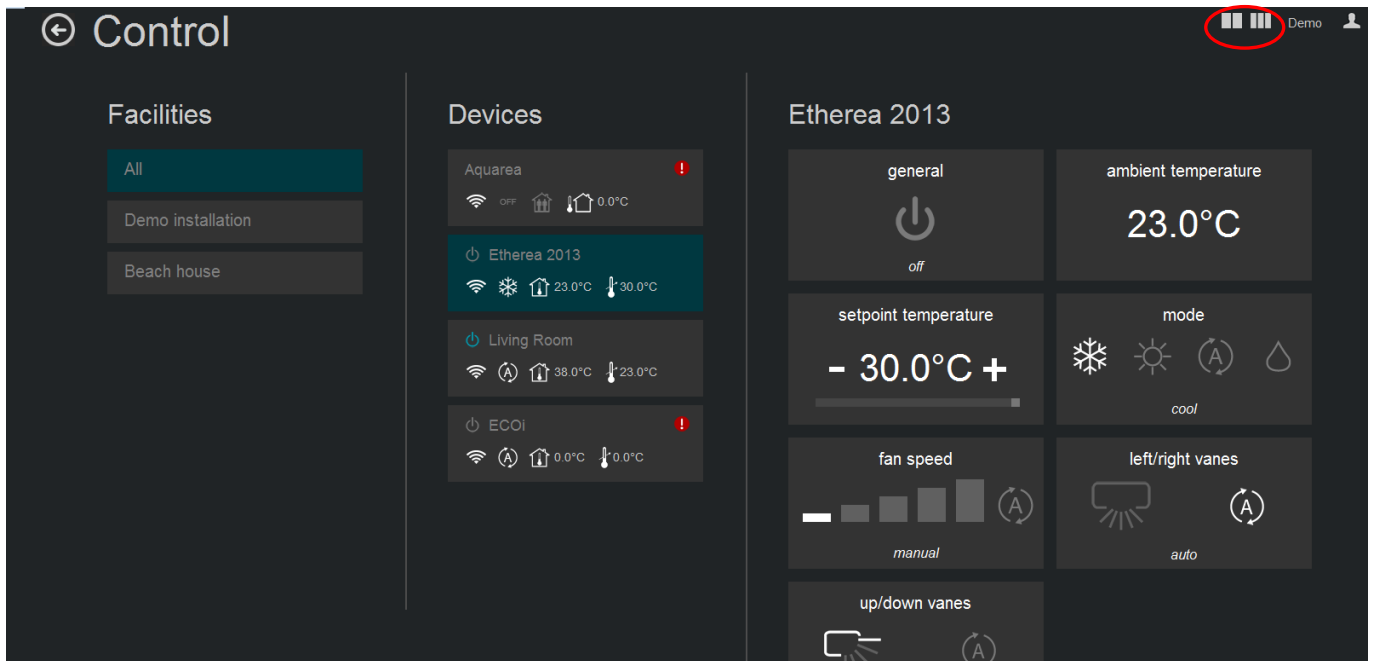 Control
Demo
Facilities
All
Demo installation
Beach house
Devices
Aquarea !
OFF 0.0°C
Etherea 2013
23.0°C 30.0°C
Living Room
A 38.0°C 23.0°C
ECOi !
A 0.0°C 0.0°C
Etherea 2013
general
off
ambient temperature
23.0°C
setpoint temperature
- 30.0°C +
mode
A
cool
fan speed
A
manual
left/right vanes
A
auto
up/down vanes
A